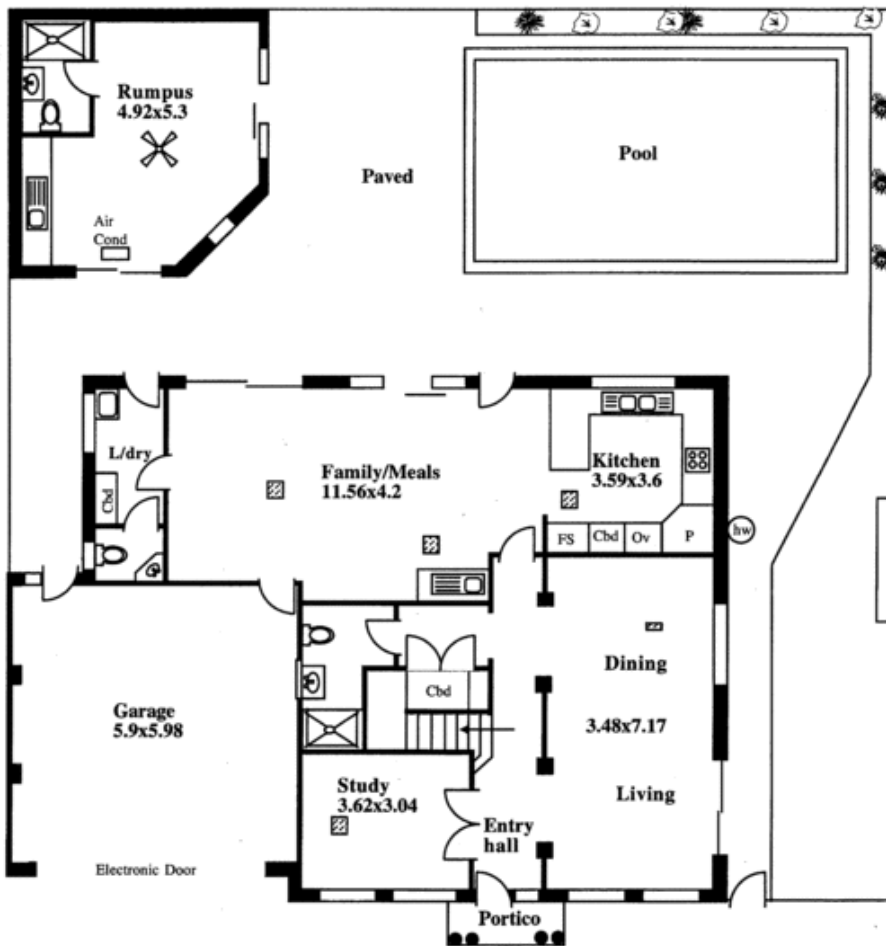 Rumpus
4.92x5.3
Pool
Paved
Air
Cond
L/dry
Cbd
Family/Meals
11.56x4.2
Kitchen
3.59x3.6
FS
Cbd
Ov
P
hw
Dining
Cbd
Garage
5.9x5.98
3.48x7.17
Study
3.62x3.04
Living
Entry
hall
Electronic Door
Portico